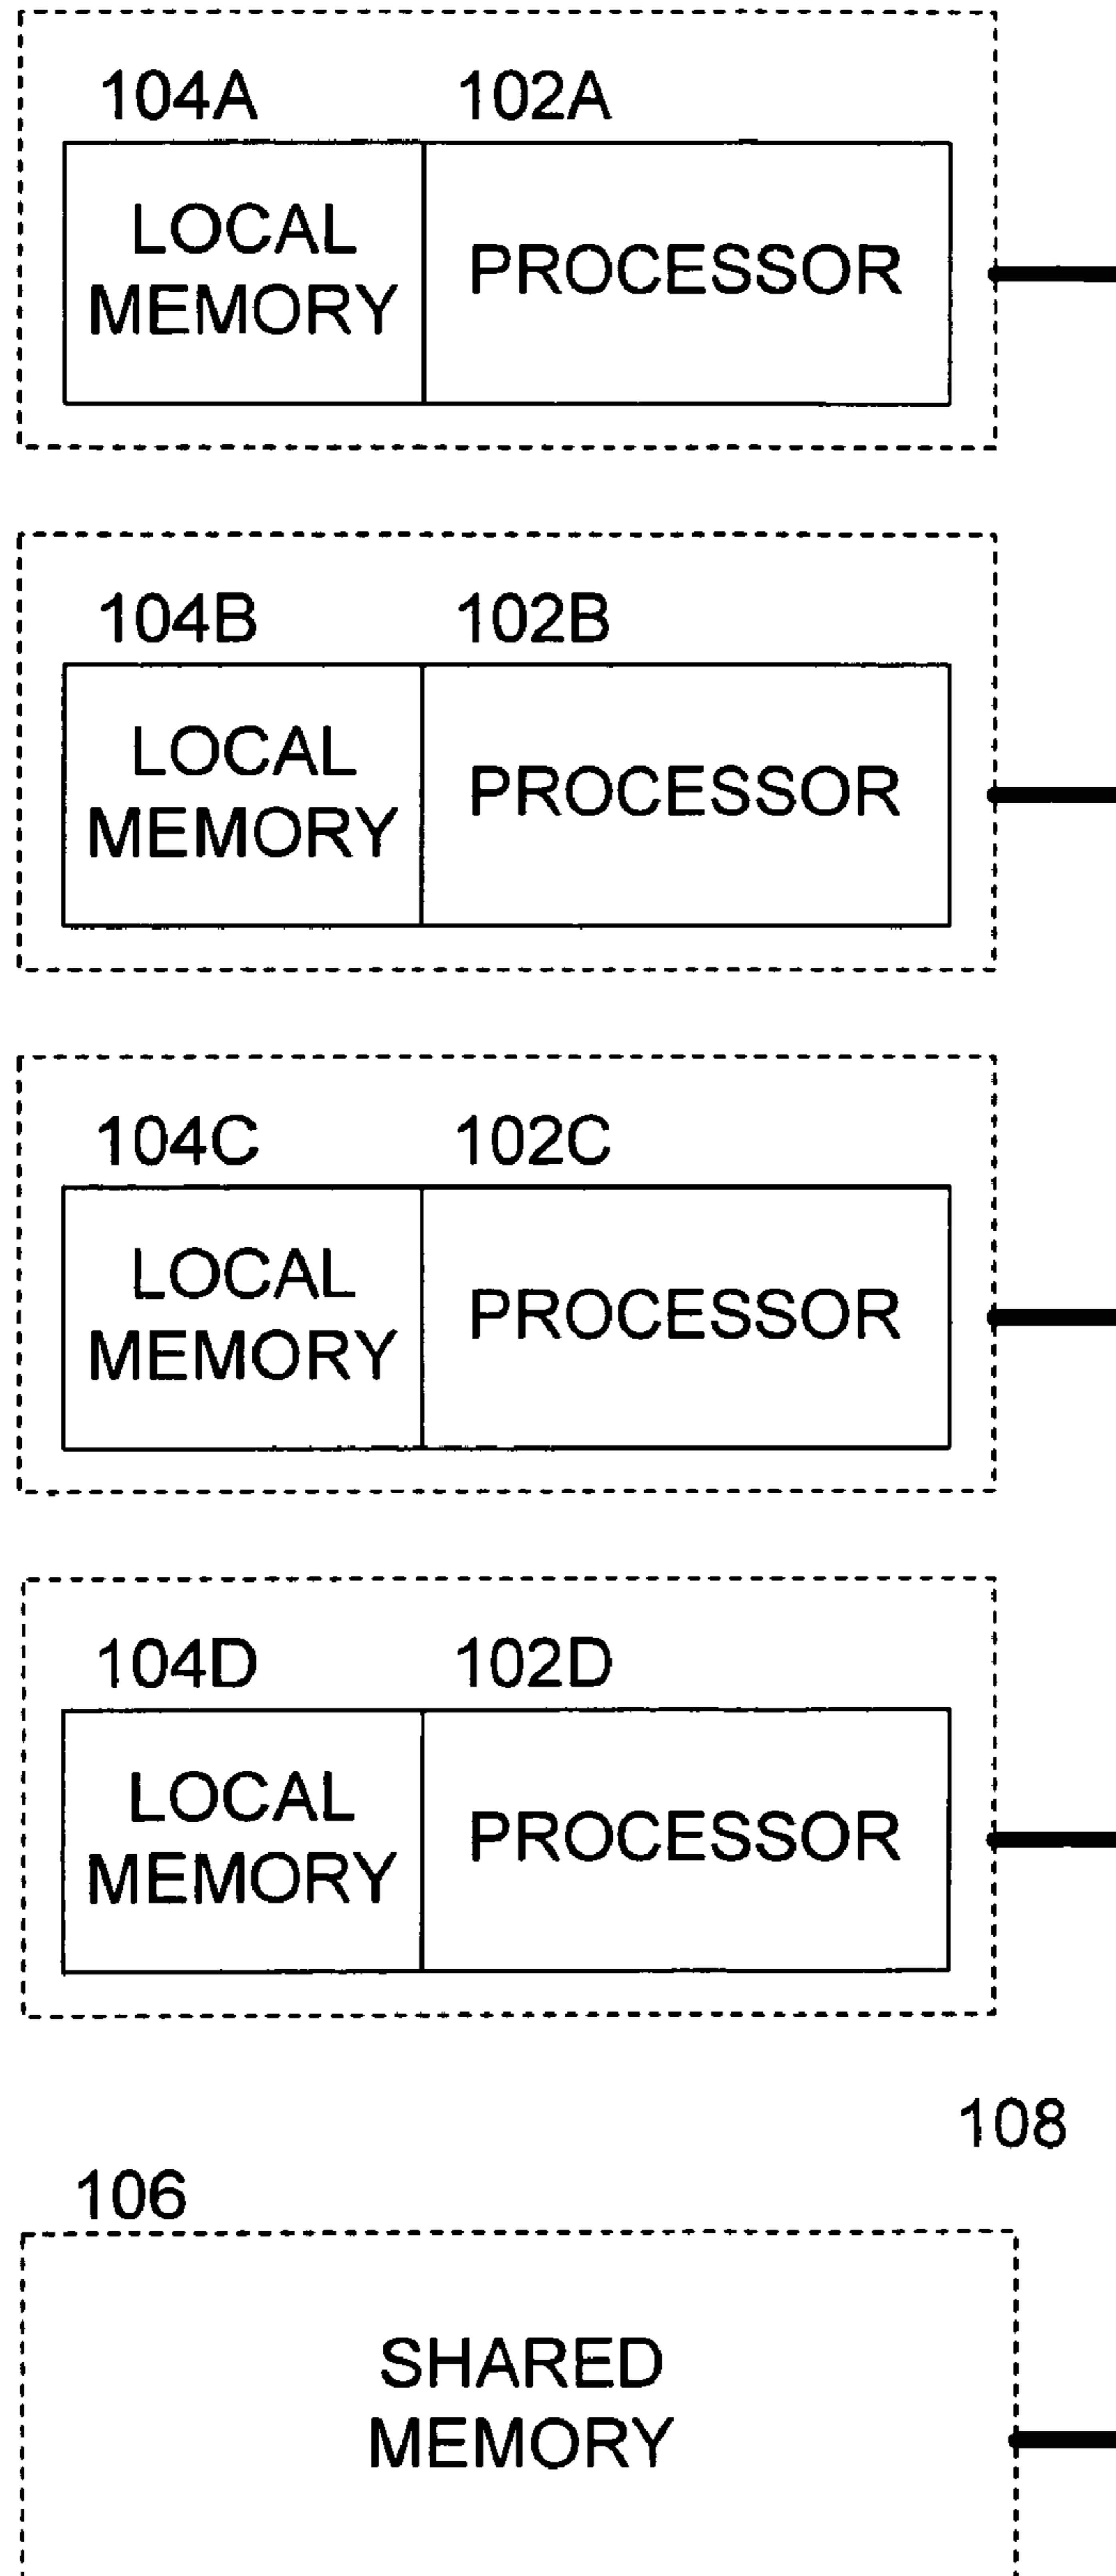 104A 102A
LOCAL
MEMORY
PROCESSOR
104B 102B
LOCAL
MEMORY
PROCESSOR
104C 102C
LOCAL
MEMORY
PROCESSOR
104D 102D
LOCAL
MEMORY
PROCESSOR
108
106
SHARED
MEMORY